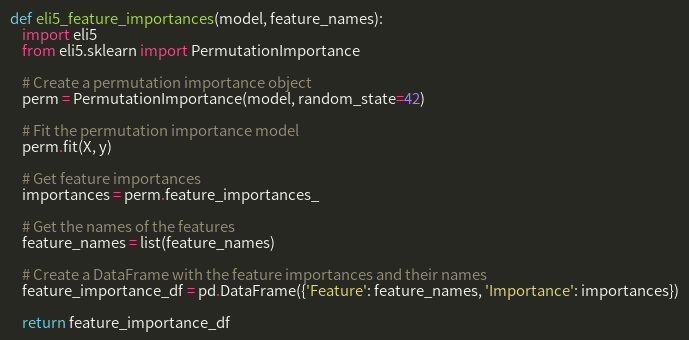 def eli5_feature_importances(model, feature_names):
    import eli5
    from eli5.sklearn import PermutationImportance

    # Create a permutation importance object
    perm = PermutationImportance(model, random_state=42)

    # Fit the permutation importance model
    perm.fit(X, y)

    # Get feature importances
    importances = perm.feature_importances_

    # Get the names of the features
    feature_names = list(feature_names)

    # Create a DataFrame with the feature importances and their names
    feature_importance_df = pd.DataFrame({'Feature': feature_names, 'Importance': importances})

    return feature_importance_df